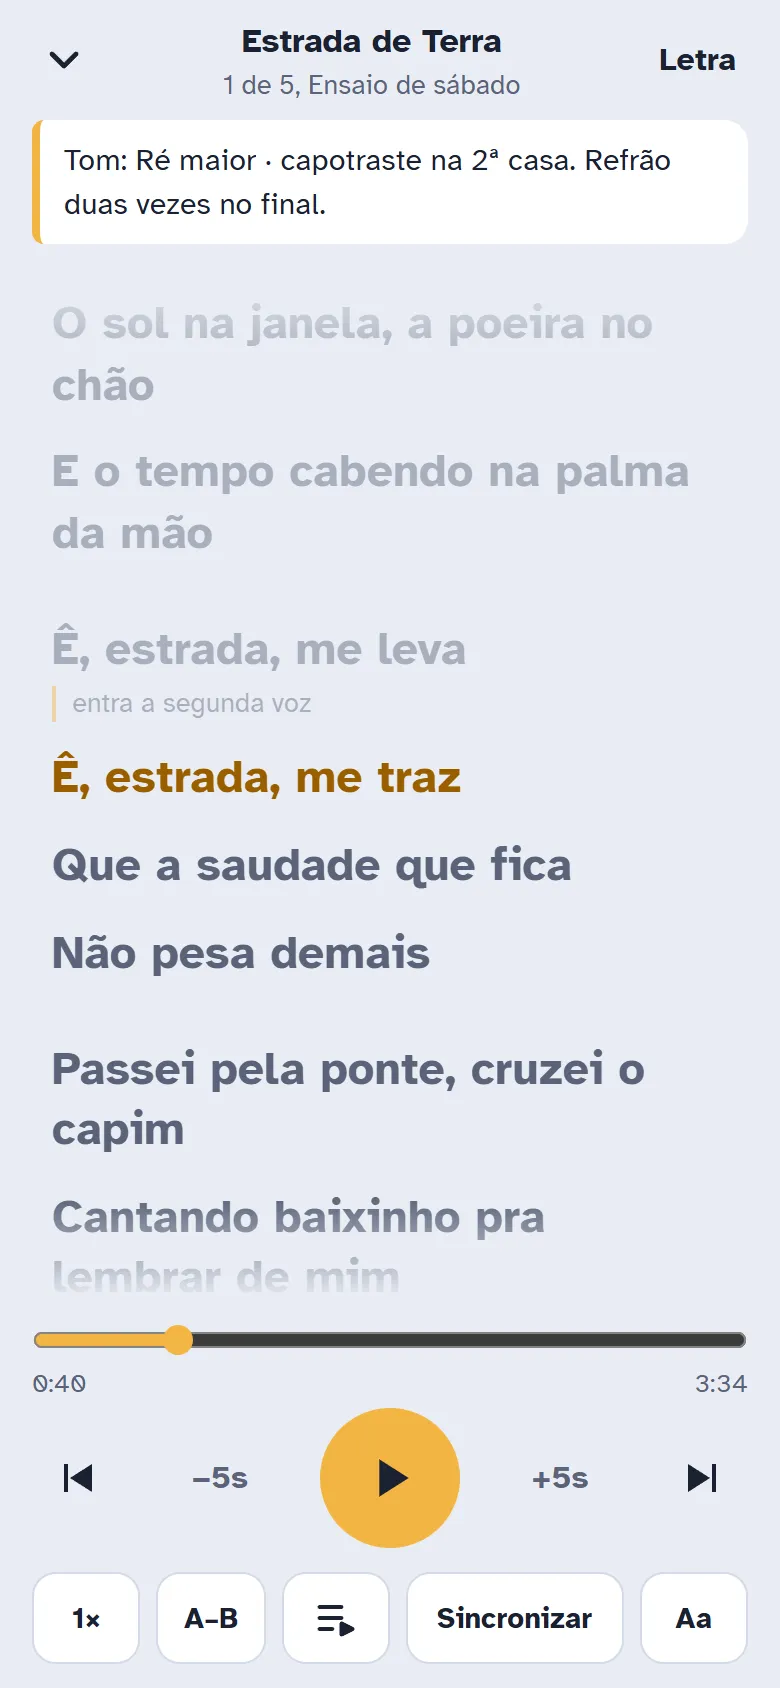 Estrada de Terra
1 de 5, Ensaio de sábado
Letra
Tom: Ré maior · capotraste na 2ª casa. Refrão
duas vezes no final.
O sol na janela, a poeira no
chão
E o tempo cabendo na palma
da mão
Ê, estrada, me leva
entra a segunda voz
Ê, estrada, me traz
Que a saudade que fica
Não pesa demais
Passei pela ponte, cruzei o
capim
Cantando baixinho pra
lembrar de mim
0:40
3:34
−5s
+5s
1×
A–B
Sincronizar
Aa